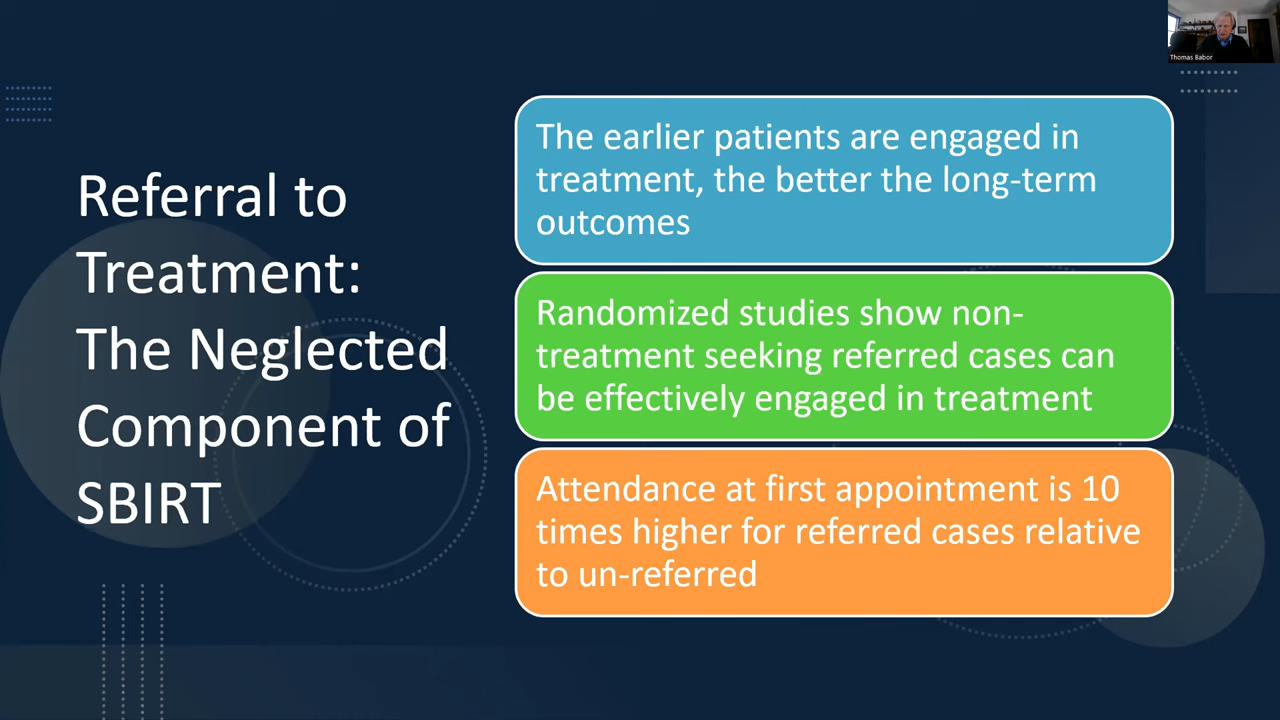 Thomas Babor
Referral to
Treatment:
The Neglected
Component of
SBIRT
The earlier patients are engaged in
treatment, the better the long-term
outcomes
Randomized studies show non-
treatment seeking referred cases can
be effectively engaged in treatment
Attendance at first appointment is 10
times higher for referred cases relative
to un-referred